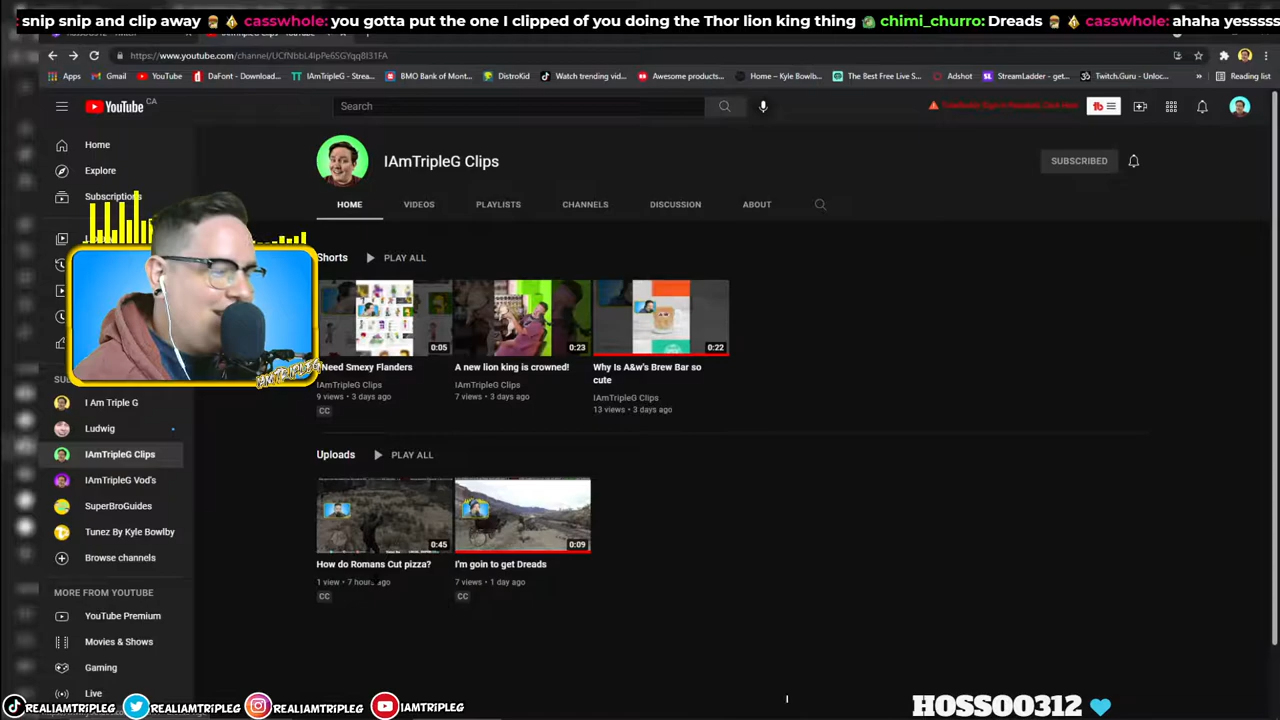 snip snip and clip away casswhole: you gotta put the one I clipped of you doing the Thor lion king thing chimi_churro: Dreads casswhole: ahaha yesssss
https://www.youtube.com/channel/UCfNbbL4lpPe6SGYqq8I31FA
Apps Gmail YouTube DaFont - Download... IAmTripleG - Strea... BMO Bank of Mont... DistroKid Watch trending vid... Awesome products... Home – Kyle Bowlb... The Best Free Live S... Adshot StreamLadder - get... Twitch.Guru - Unloc... » Reading list
YouTube CA
Search
Home
Explore
Subscriptions
IAmTripleG Clips
SUBSCRIBED
HOME VIDEOS PLAYLISTS CHANNELS DISCUSSION ABOUT
Shorts PLAY ALL
0:05 0:23 0:22
Need Smexy Flanders
IAmTripleG Clips
9 views • 3 days ago
CC
A new lion king is crowned!
IAmTripleG Clips
7 views • 3 days ago
Why Is A&w's Brew Bar so
cute
IAmTripleG Clips
13 views • 3 days ago
IAMTRIPLEG
I Am Triple G
Ludwig
IAmTripleG Clips
IAmTripleG Vod's
SuperBroGuides
Tunez By Kyle Bowlby
Browse channels
Uploads PLAY ALL
0:45 0:09
How do Romans Cut pizza?
1 view • 7 hours ago
CC
I'm goin to get Dreads
7 views • 1 day ago
CC
MORE FROM YOUTUBE
YouTube Premium
Movies & Shows
Gaming
Live
REALIAMTRIPLEG REALIAMTRIPLEG REALIAMTRIPLEG IAMTRIPLEG
HOSSOO312